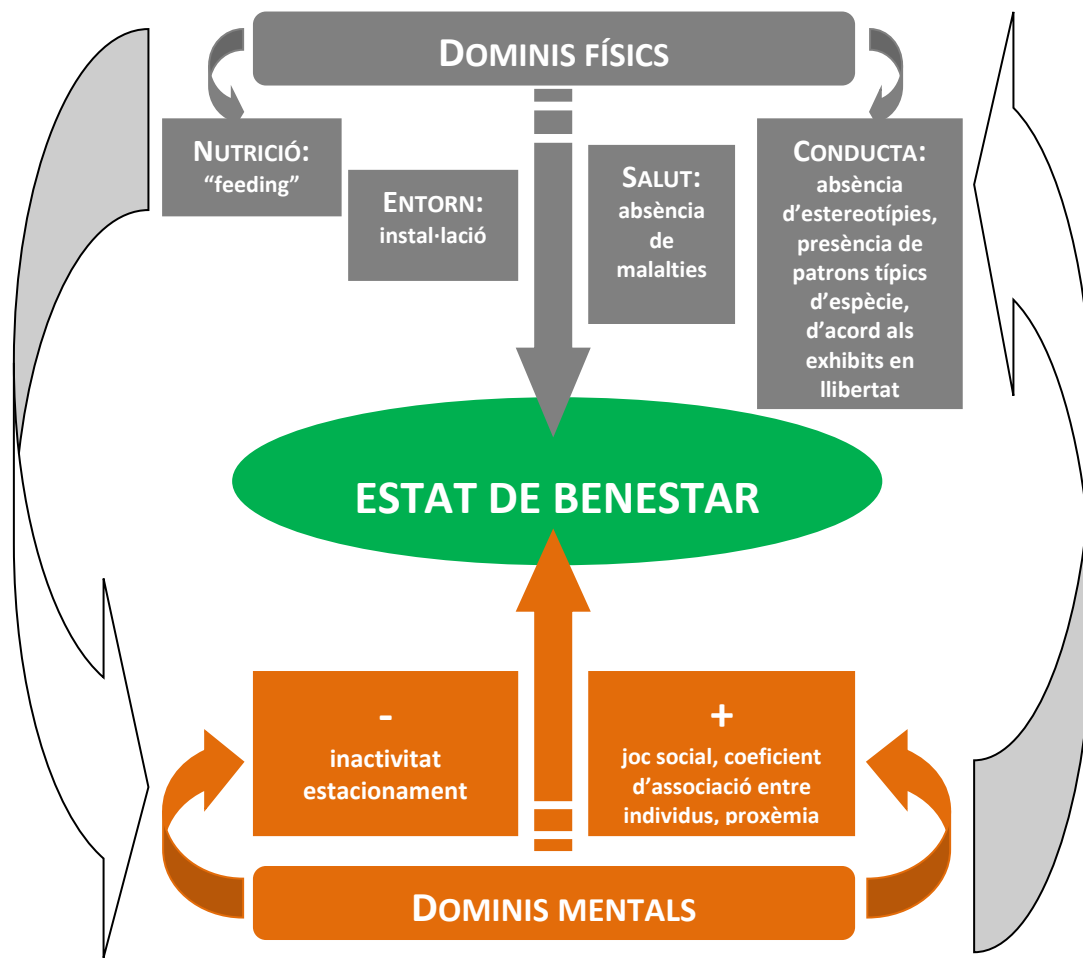 DOMINIS FÍSICS
NUTRICIÓ:
“feeding”
ENTORN:
instal·lació
SALUT:
absència
de
malalties
CONDUCTA:
absència
d’estereotípies,
presència de
patrons típics
d’espècie,
d’acord als
exhibits en
llibertat
ESTAT DE BENESTAR
-
inactivitat
estacionament
+
joc social, coeficient
d’associació entre
individus, proxèmia
DOMINIS MENTALS